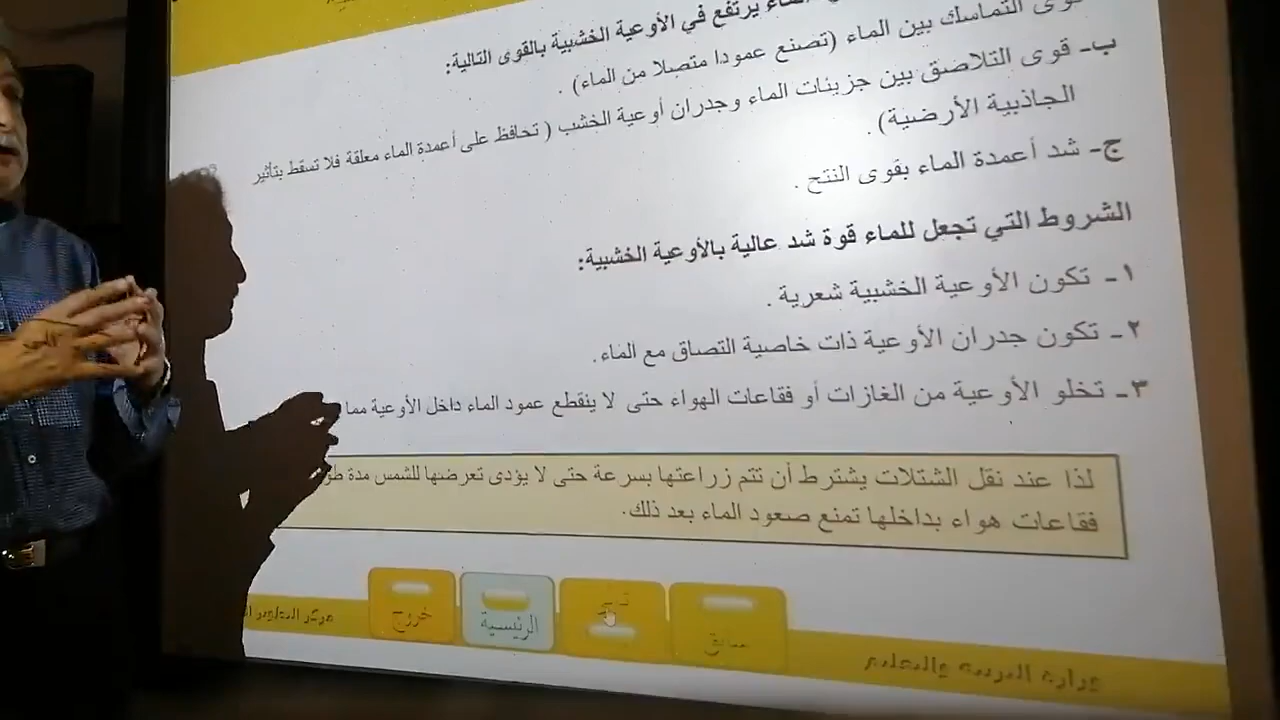 الماء يرتفع في الأوعية الخشبية بالقوى التالية:
قوى التماسك بين الماء (تصنع عمودا متصلا من الماء) .
ب- قوى التلاصق بين جزيئات الماء وجدران أوعية الخشب ( تحافظ على أعمدة الماء معلقة فلا تسقط بتأثير
الجاذبية الأرضية) .
ج- شد أعمدة الماء بقوى النتح .
الشروط التي تجعل للماء قوة شد عالية بالأوعية الخشبية:
١- تكون الأوعية الخشبية شعرية .
٢- تكون جدران الأوعية ذات خاصية التصاق مع الماء.
٣- تخلو الأوعية من الغازات أو فقاعات الهواء حتى لا ينقطع عمود الماء داخل الأوعية مما
لذا عند نقل الشتلات يشترط أن تتم زراعتها بسرعة حتى لا يؤدى تعرضها للشمس مدة
فقاعات هواء بداخلها تمنع صعود الماء بعد ذلك.
سابق تالي الرئيسية خروج
وزارة التربية والتعليم